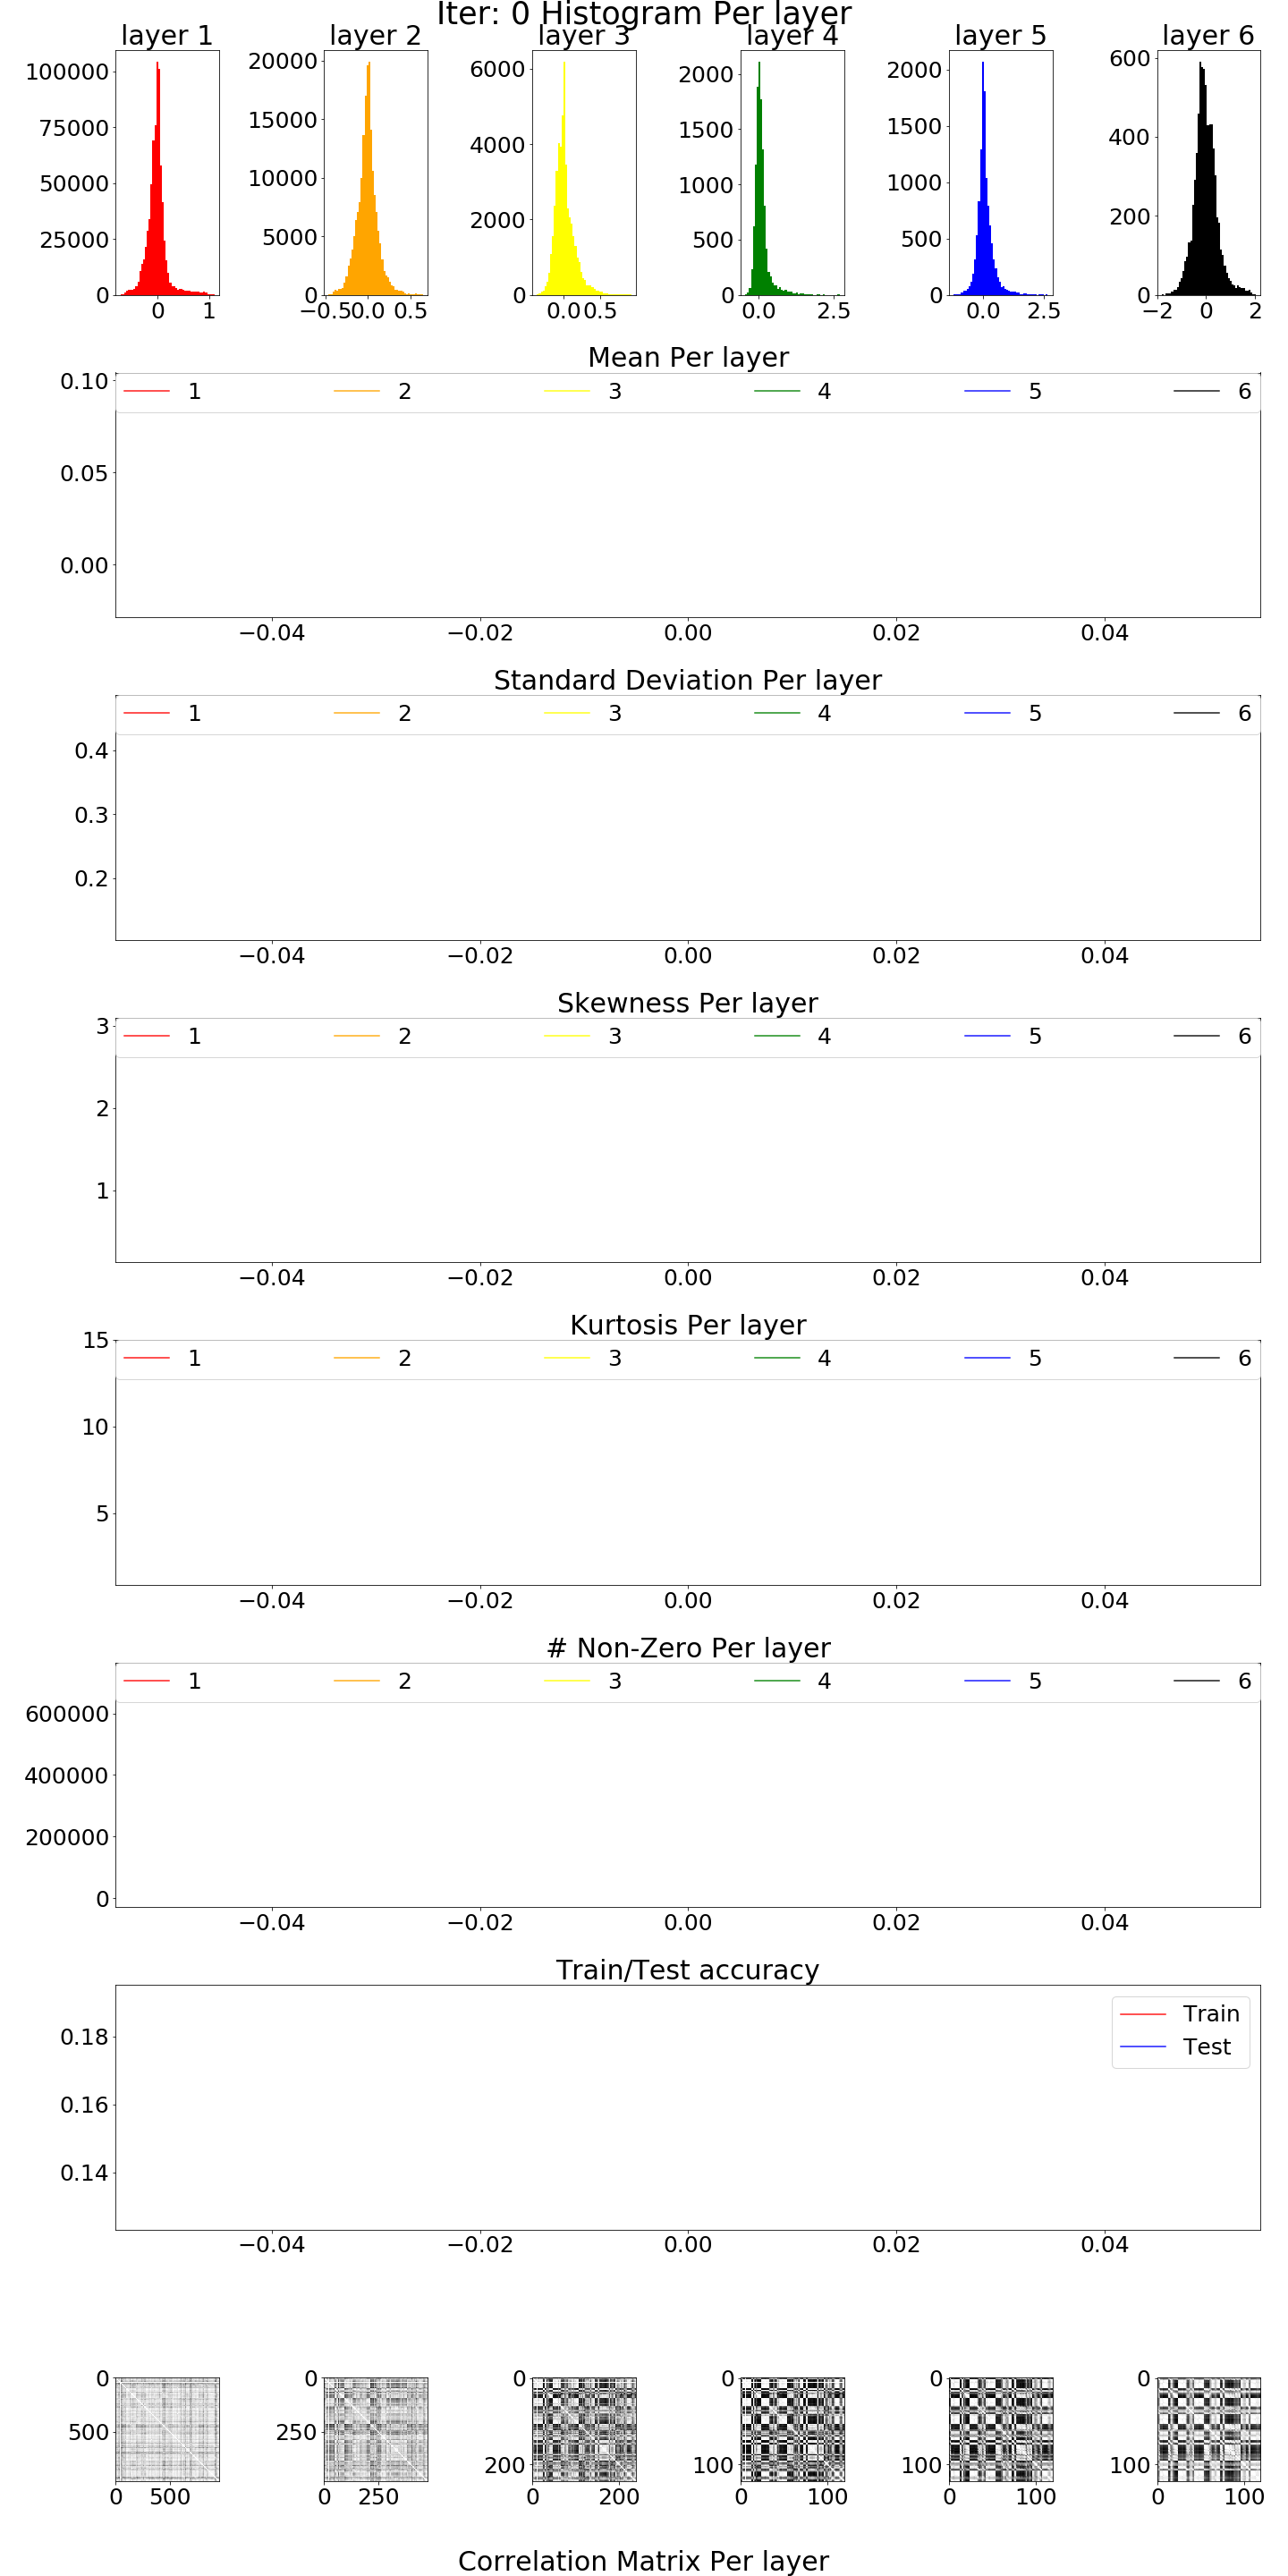 Iter: 0 Histogram Per layer
layer 1 layer 2 layer 3 layer 4 layer 5 layer 6
100000 75000 50000 25000 0
0 1
20000 15000 10000 5000 0
−0.5 0.0 0.5
6000 4000 2000 0
0.0 0.5
2000 1500 1000 500 0
0.0 2.5
2000 1500 1000 500 0
0.0 2.5
600 400 200 0
−2 0 2
Mean Per layer
1 2 3 4 5 6
0.10
0.05
0.00
−0.04 −0.02 0.00 0.02 0.04
Standard Deviation Per layer
1 2 3 4 5 6
0.4
0.3
0.2
−0.04 −0.02 0.00 0.02 0.04
Skewness Per layer
3
1 2 3 4 5 6
2
1
−0.04 −0.02 0.00 0.02 0.04
Kurtosis Per layer
15
1 2 3 4 5 6
10
5
−0.04 −0.02 0.00 0.02 0.04
# Non-Zero Per layer
1 2 3 4 5 6
600000
400000
200000
0
−0.04 −0.02 0.00 0.02 0.04
Train/Test accuracy
Train
Test
0.18
0.16
0.14
−0.04 −0.02 0.00 0.02 0.04
0 500
0 500
0 250
0 250
0 200
0 200
0 100
0 100
0 100
0 100
0 100
0 100
Correlation Matrix Per layer